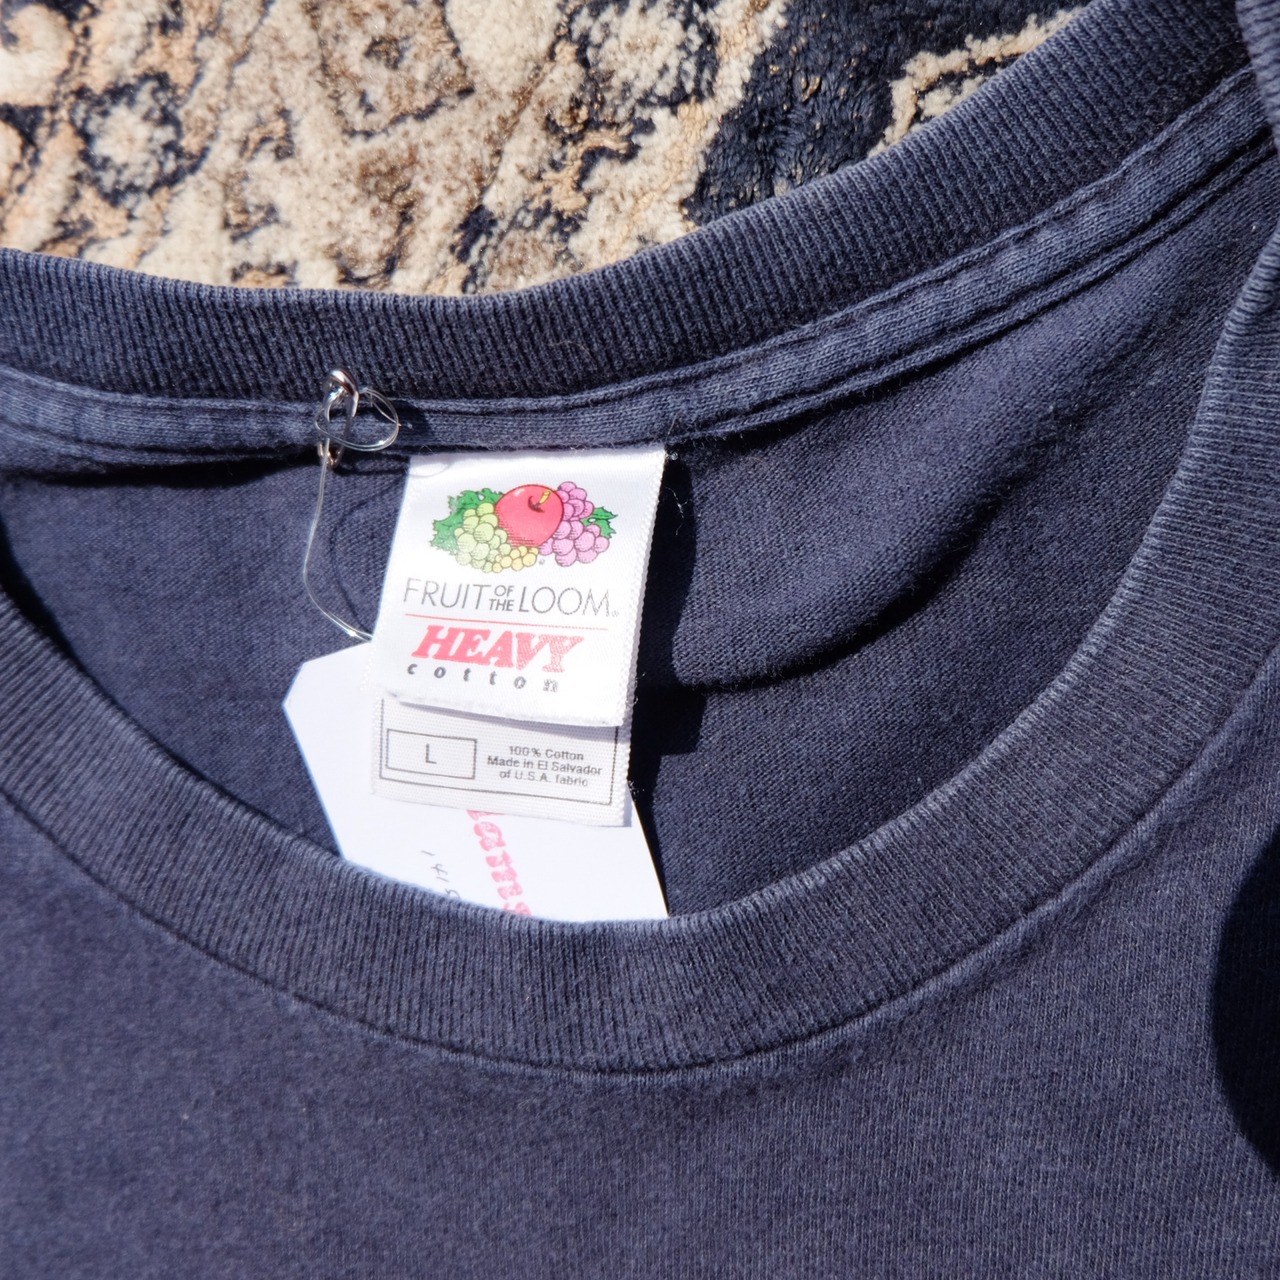 FRUIT OF THE LOOM®
HEAVY
cotton
L
100% Cotton
Made in El Salvador
of U.S.A. fabric